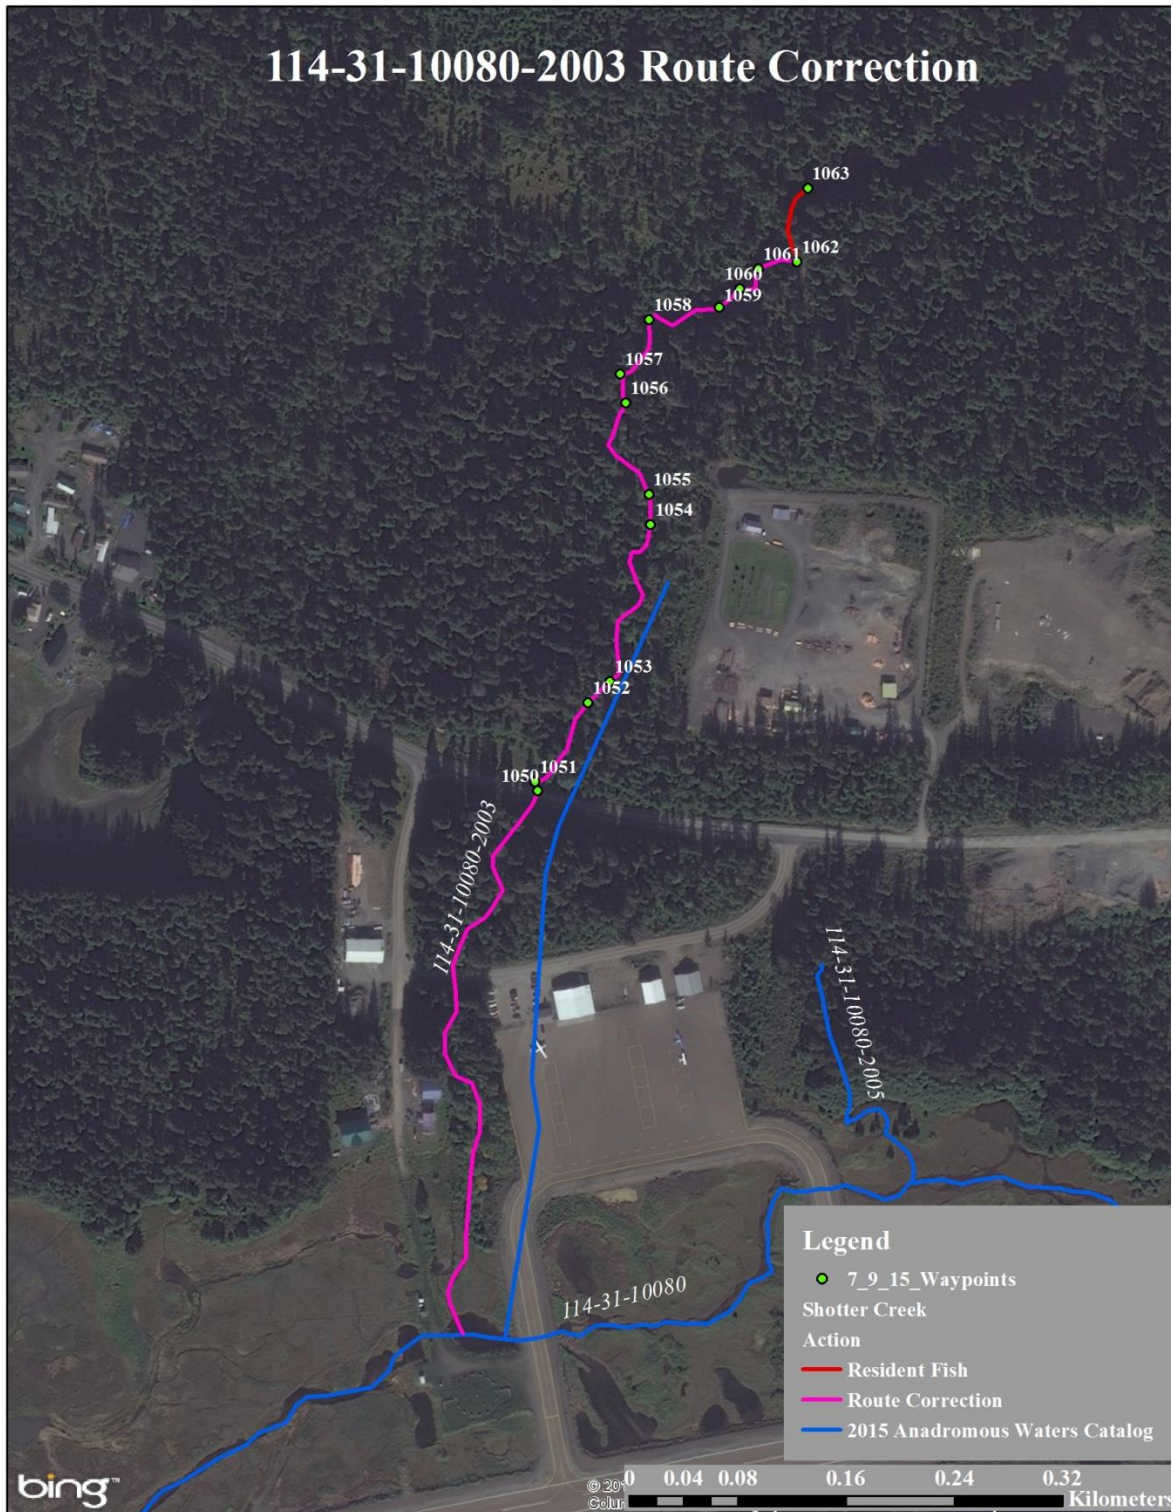 114-31-10080-2003 Route Correction
1063
1062
1061
1060
1059
1058
1057
1056
1055
1054
1053
1052
1051
1050
114-31-10080-2003
114-31-10080-2005
114-31-10080
Legend
7_9_15_Waypoints
Shotter Creek
Action
Resident Fish
Route Correction
2015 Anadromous Waters Catalog
bing™
0 0.04 0.08 0.16 0.24 0.32
Kilometers